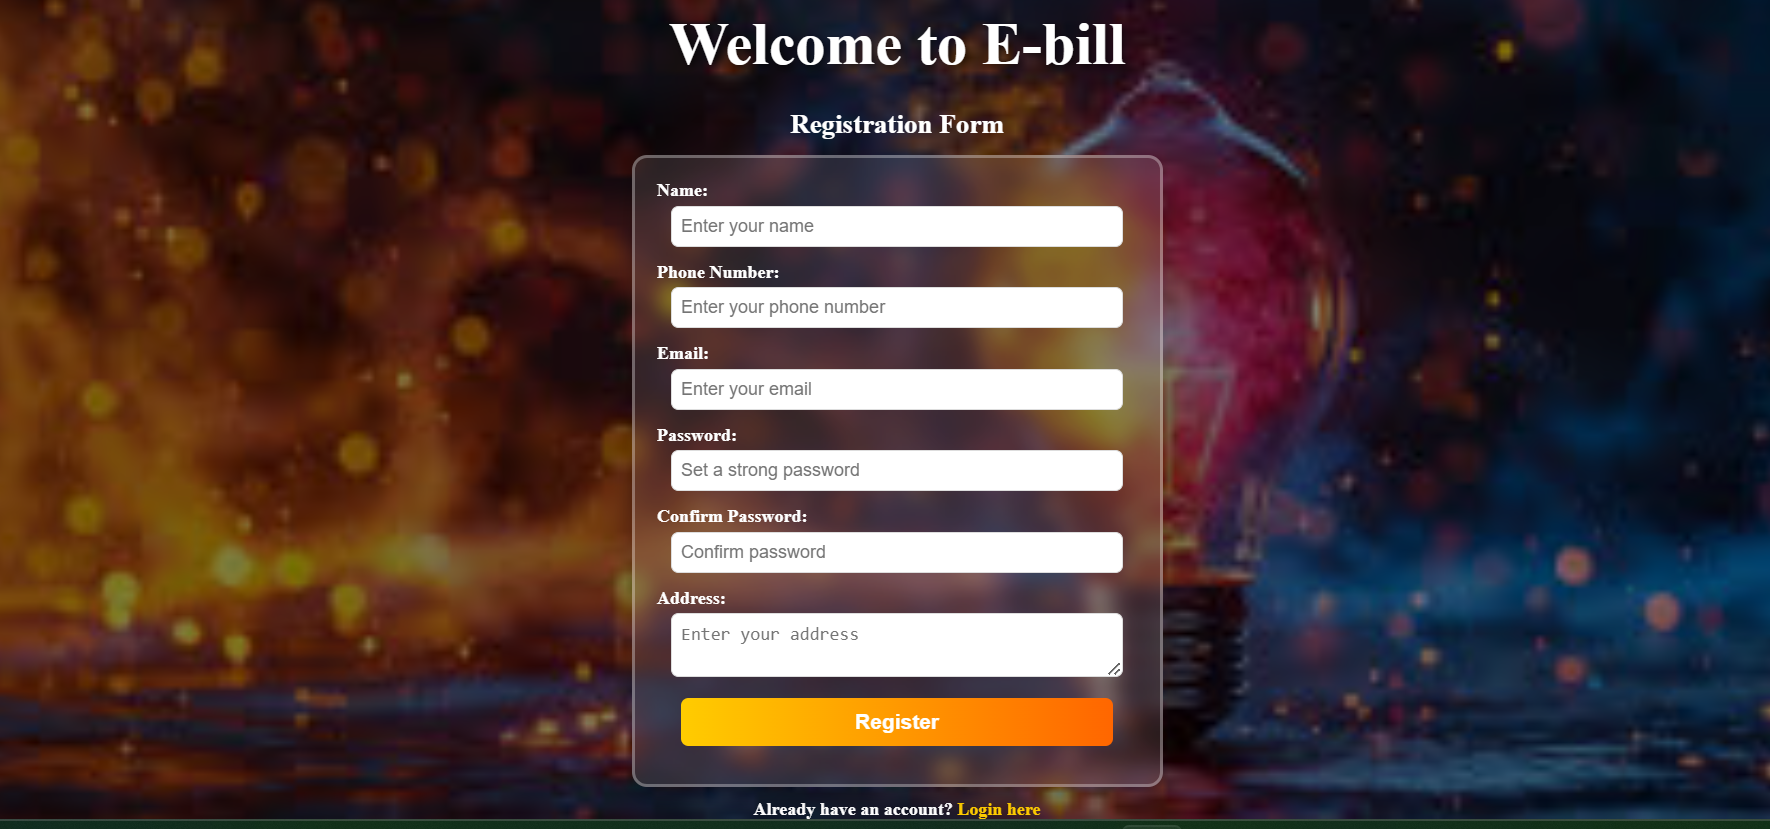 Welcome to E-bill
Registration Form
Name:
Enter your name
Phone Number:
Enter your phone number
Email:
Enter your email
Password:
Set a strong password
Confirm Password:
Confirm password
Address:
Enter your address
Register
Already have an account? Login here